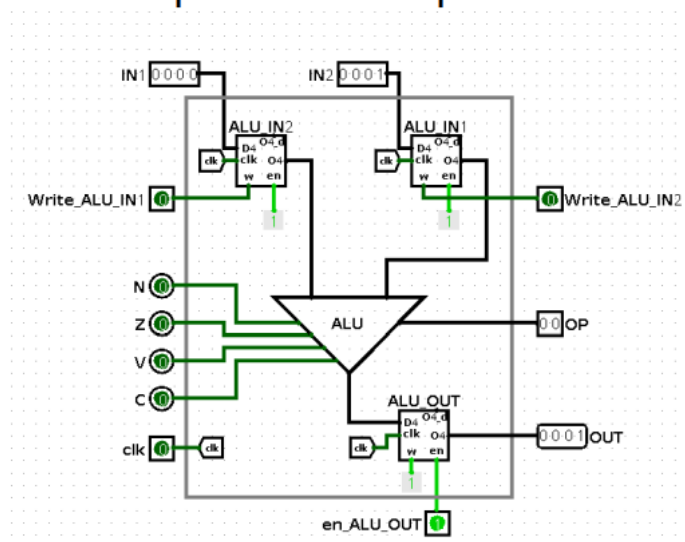 IN1 0000 IN2 0001
ALU_IN2 ALU_IN1
D4 O4_d D4 O4_d
clk clk O4 clk clk O4
w en w en
Write_ALU_IN1 0 1 1 0 Write_ALU_IN2
N 0
Z 0 ALU 00 OP
V 0
C 0 ALU_OUT
D4 O4_d
clk 0 clk clk clk O4 0001 OUT
w en
1
en_ALU_OUT 1